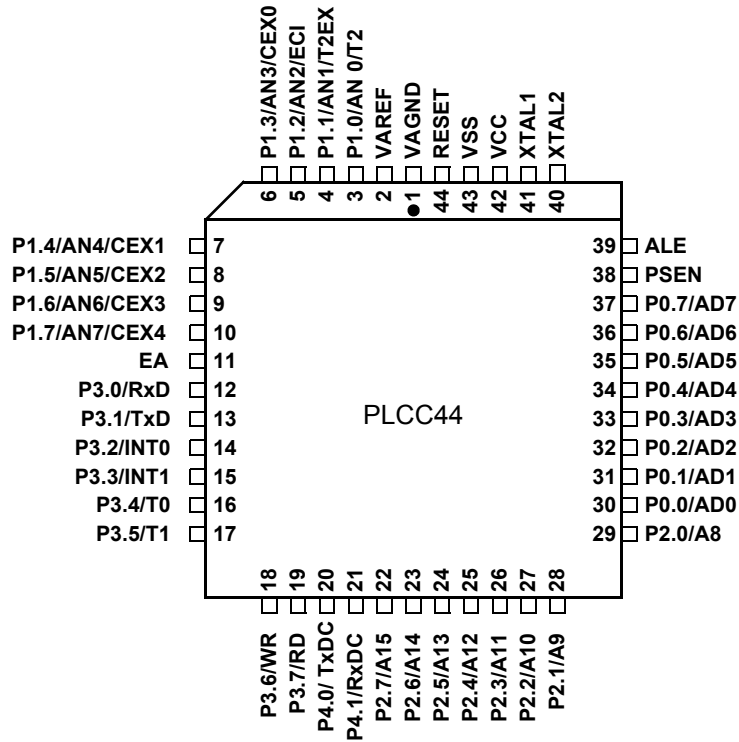 P1.3/AN3/CEX0
P1.2/AN2/ECI
P1.1/AN1/T2EX
P1.0/AN 0/T2
VAREF
VAGND
RESET
VSS
VCC
XTAL1
XTAL2
6 5 4 3 2 1 44 43 42 41 40
P1.4/AN4/CEX1 7 39 ALE
P1.5/AN5/CEX2 8 38 PSEN
P1.6/AN6/CEX3 9 37 P0.7/AD7
P1.7/AN7/CEX4 10 36 P0.6/AD6
EA 11 35 P0.5/AD5
P3.0/RxD 12 34 P0.4/AD4
P3.1/TxD 13 33 P0.3/AD3
PLCC44
P3.2/INT0 14 32 P0.2/AD2
P3.3/INT1 15 31 P0.1/AD1
P3.4/T0 16 30 P0.0/AD0
P3.5/T1 17 29 P2.0/A8
18 19 20 21 22 23 24 25 26 27 28
P3.6/WR
P3.7/RD
P4.0/ TxDC
P4.1/RxDC
P2.7/A15
P2.6/A14
P2.5/A13
P2.4/A12
P2.3/A11
P2.2/A10
P2.1/A9